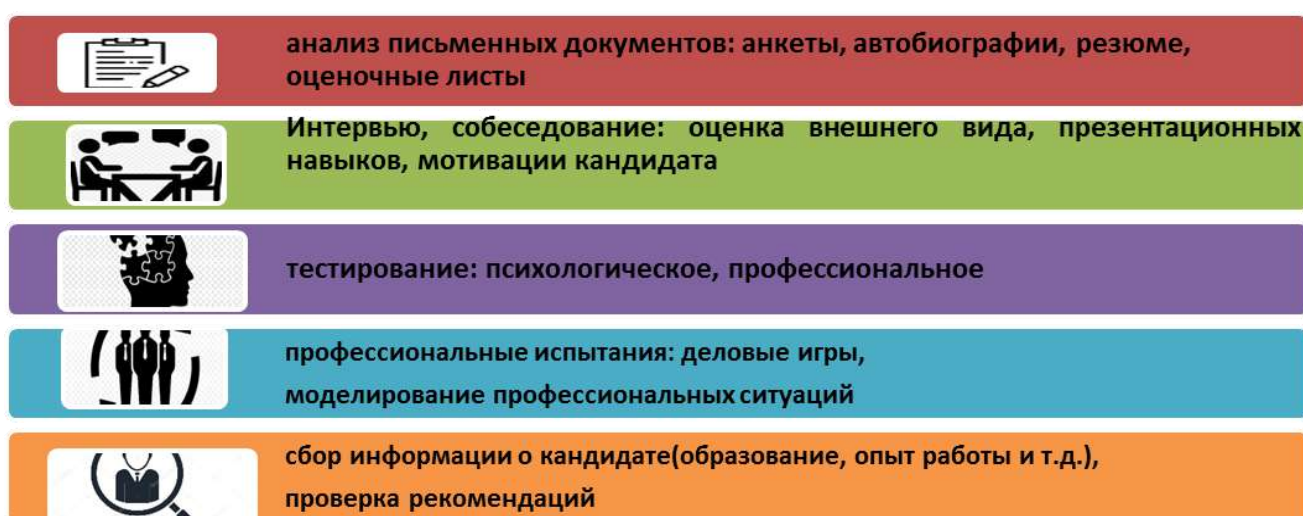 анализ письменных документов: анкеты, автобиографии, резюме,
оценочные листы
Интервью, собеседование: оценка внешнего вида, презентационных
навыков, мотивации кандидата
тестирование: психологическое, профессиональное
профессиональные испытания: деловые игры,
моделирование профессиональных ситуаций
сбор информации о кандидате(образование, опыт работы и т.д.),
проверка рекомендаций